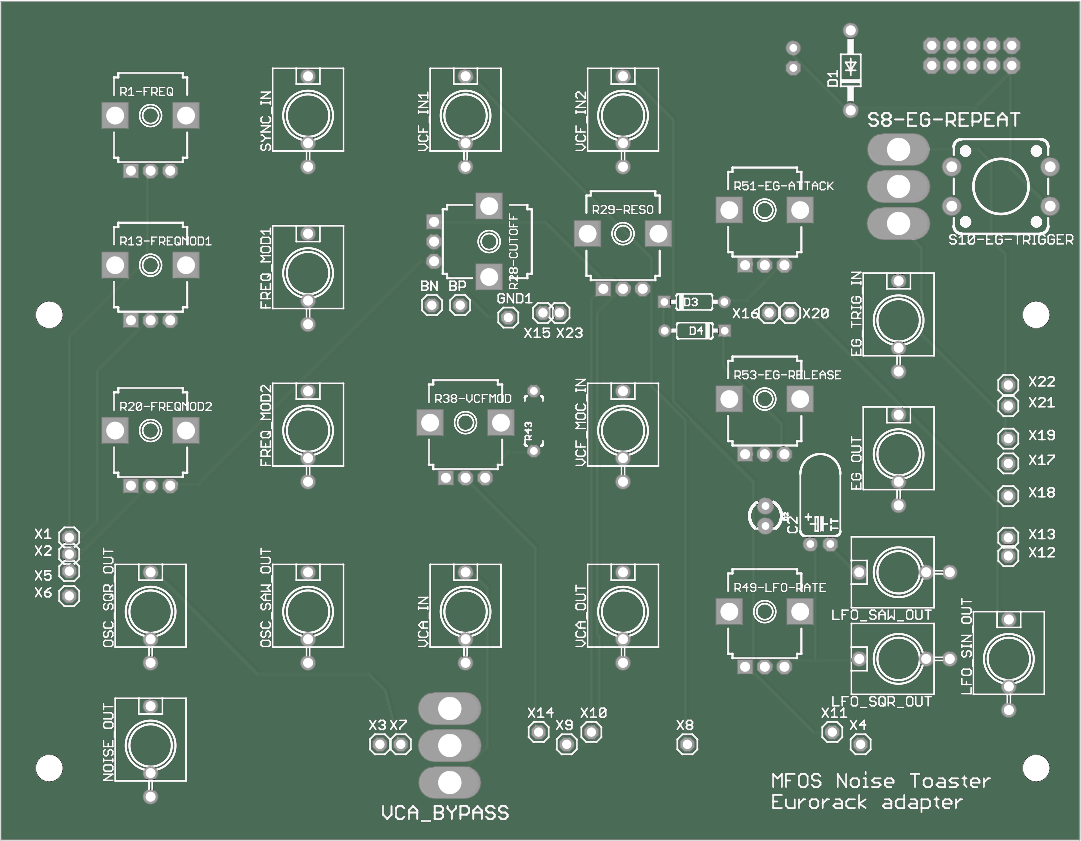 D1
R1-FREQ
SYNC_IN
VCF_IN1
VCF_IN2
S8-EG-REPEAT
R51-EG-ATTACK
R29-RESO
R13-FREQMOD1
FREQ_MOD1
R28-CUTOFF
S10-EG-TRIGGER
BN
BP
GND1
D3
X15
X23
D4
X16
X20
EG_TRIG_IN
R53-EG-RELEASE
R20-FREQMOD2
FREQ_MOD2
R38-VCFMOD
R43
VCF_MOC_IN
X22
X21
X19
X17
X18
X13
X12
EG_OUT
C2
+
TT
X1
X2
X5
X6
OSC_SQR_OUT
OSC_SAW_OUT
VCA_IN
VCA_OUT
R49-LFO-RATE
LFO_SAW_OUT
LFO_SIN_OUT
LFO_SQR_OUT
NOISE_OUT
X3
X7
X14
X9
X10
X8
X11
X4
MFOS Noise Toaster
Eurorack adapter
VCA_BYPASS